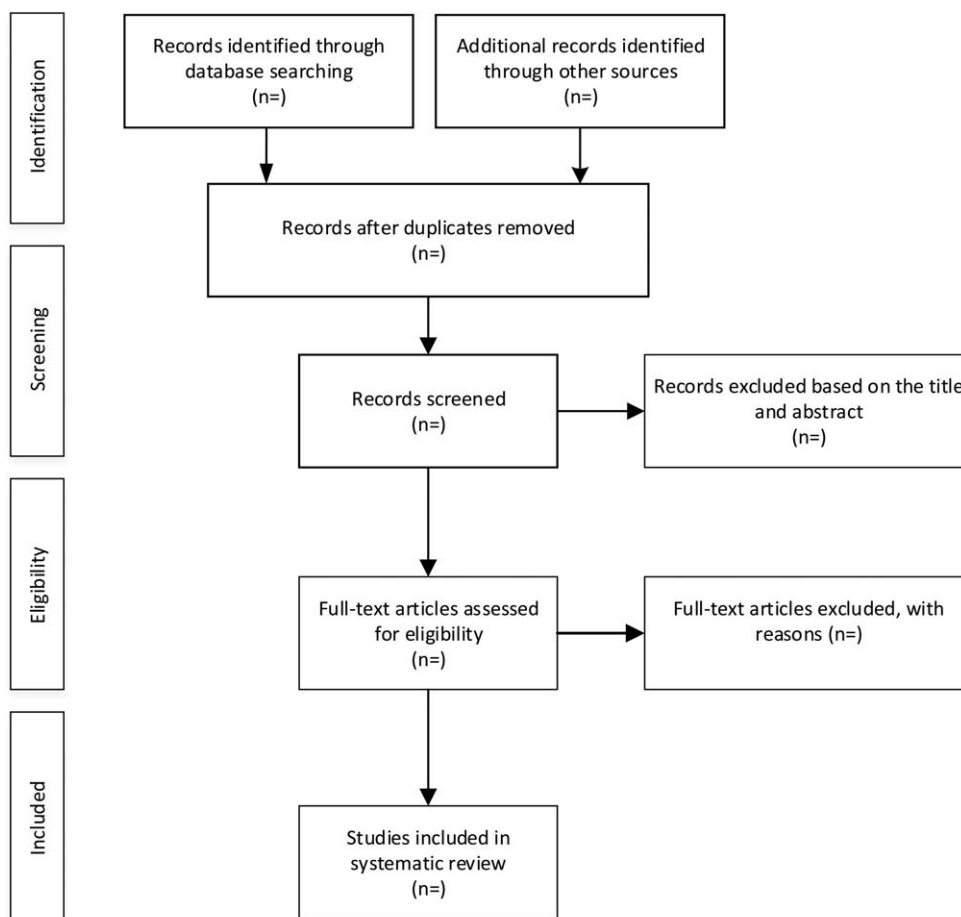 Identification
Records identified through
database searching
(n=)
Additional records identified
through other sources
(n=)
Records after duplicates removed
(n=)
Screening
Records screened
(n=)
Records excluded based on the title
and abstract
(n=)
Eligibility
Full-text articles assessed
for eligibility
(n=)
Full-text articles excluded, with
reasons (n=)
Included
Studies included in
systematic review
(n=)